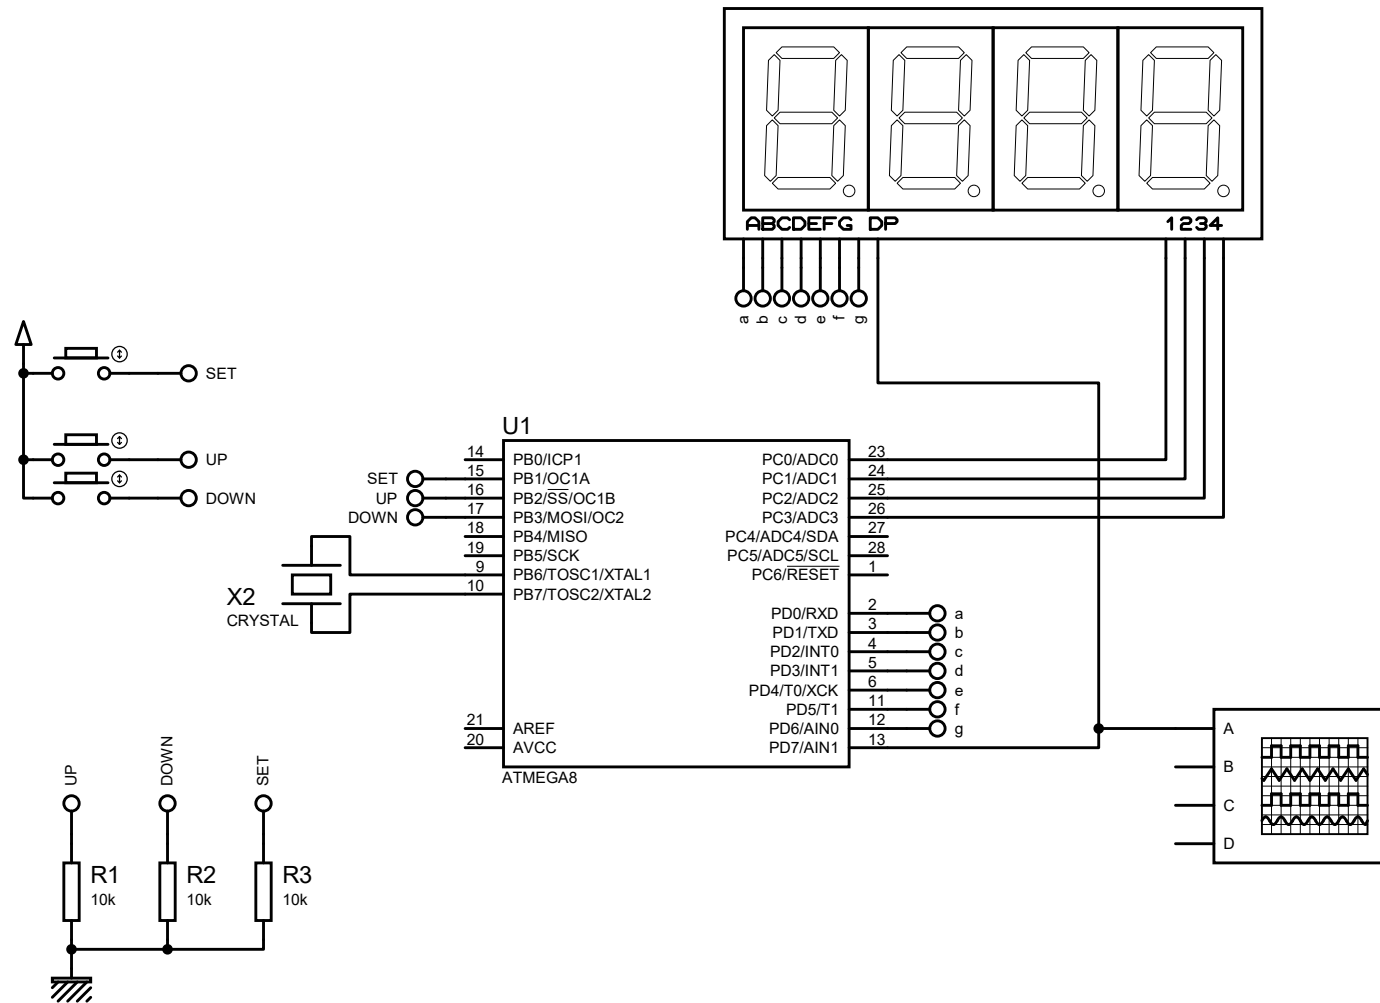 ABCDEFG DP
1234
a b c d e f g
SET
UP
DOWN
U1
14 PB0/ICP1
SET 15 PB1/OC1A
UP 16 PB2/SS/OC1B
DOWN 17 PB3/MOSI/OC2
18 PB4/MISO
19 PB5/SCK
9 PB6/TOSC1/XTAL1
10 PB7/TOSC2/XTAL2
21 AREF
20 AVCC
PC0/ADC0 23
PC1/ADC1 24
PC2/ADC2 25
PC3/ADC3 26
PC4/ADC4/SDA 27
PC5/ADC5/SCL 28
PC6/RESET 1
PD0/RXD 2 a
PD1/TXD 3 b
PD2/INT0 4 c
PD3/INT1 5 d
PD4/T0/XCK 6 e
PD5/T1 11 f
PD6/AIN0 12 g
PD7/AIN1 13
ATMEGA8
X2
CRYSTAL
A
B
C
D
UP DOWN SET
R1 R2 R3
10k 10k 10k